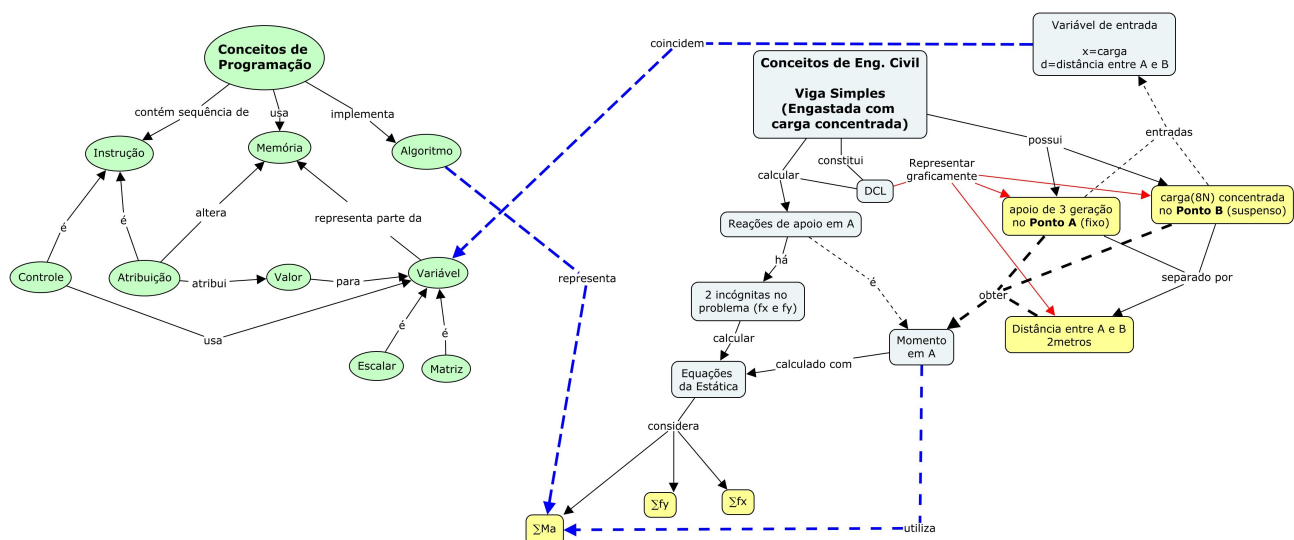 Variável de entrada
x=carga
d=distância entre A e B
coincidem
Conceitos de
Programação
Conceitos de Eng. Civil
Viga Simples
(Engastada com
carga concentrada)
contém sequência de
usa
implementa
entradas
possui
Instrução
Memória
Algoritmo
constitui
Representar
graficamente
calcular
DCL
carga(8N) concentrada
no Ponto B (suspenso)
apoio de 3 geração
no Ponto A (fixo)
altera
representa parte da
é
é
Reações de apoio em A
há
Controle
Atribuição
atribui
Valor
para
Variável
representa
é
separado por
obter
2 incógnitas no
problema (fx e fy)
Distância entre A e B
2metros
usa
é
é
calcular
Momento
em A
Escalar
Matriz
calculado com
Equações
da Estática
considera
∑fy
∑fx
∑Ma
utiliza